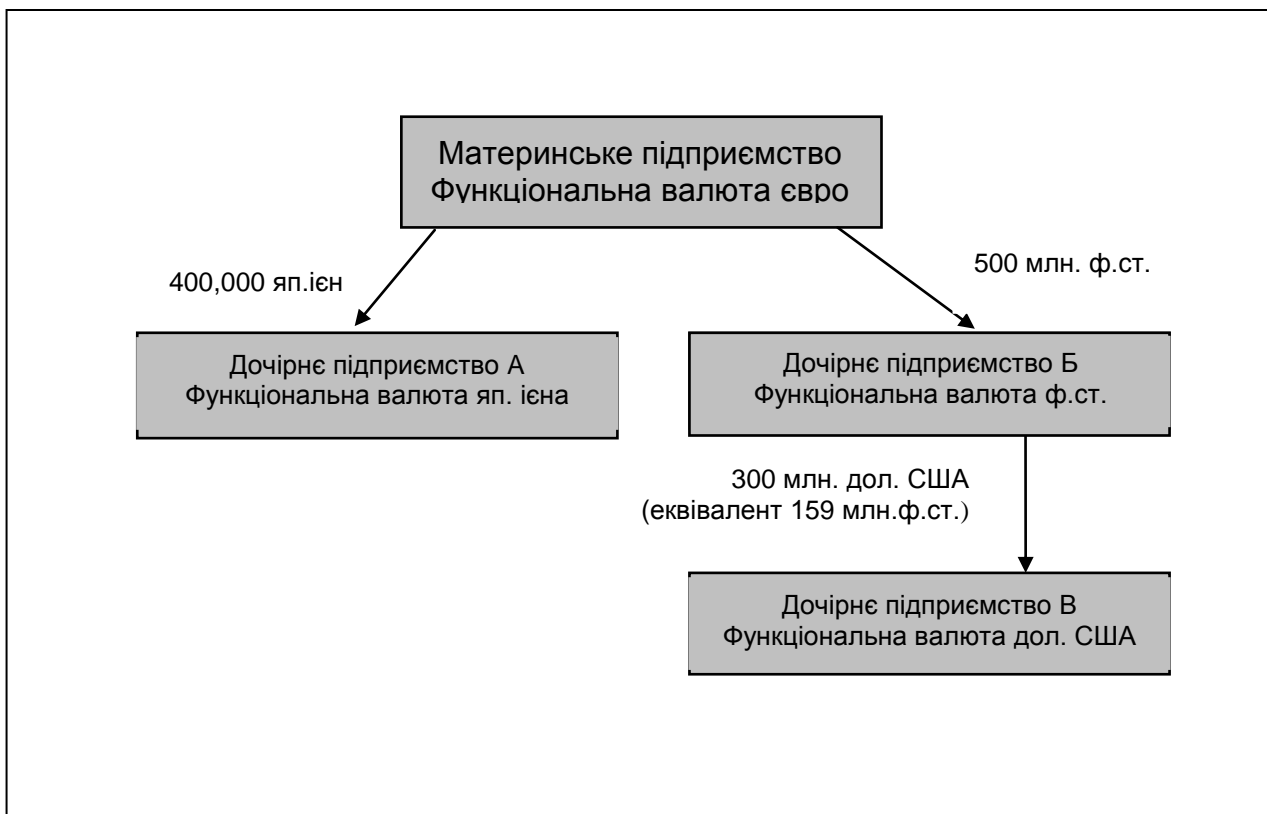 Материнське підприємство
Функціональна валюта євро
400,000 яп.ієн
500 млн. ф.ст.
Дочірнє підприємство А
Функціональна валюта яп. ієна
Дочірнє підприємство Б
Функціональна валюта ф.ст.
300 млн. дол. США
(еквівалент 159 млн.ф.ст.)
Дочірнє підприємство В
Функціональна валюта дол. США